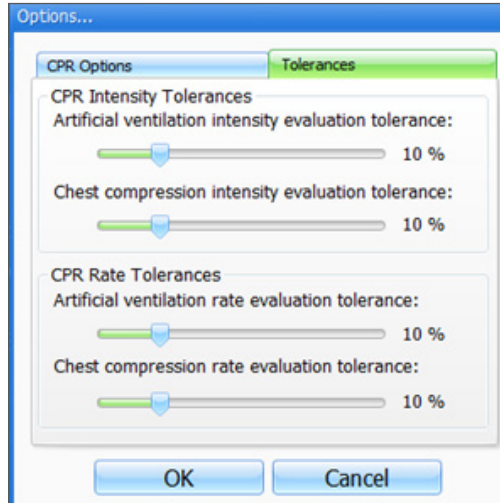 Options...
CPR Options
Tolerances
CPR Intensity Tolerances
Artificial ventilation intensity evaluation tolerance:
10 %
Chest compression intensity evaluation tolerance:
10 %
CPR Rate Tolerances
Artificial ventilation rate evaluation tolerance:
10 %
Chest compression rate evaluation tolerance:
10 %
OK
Cancel